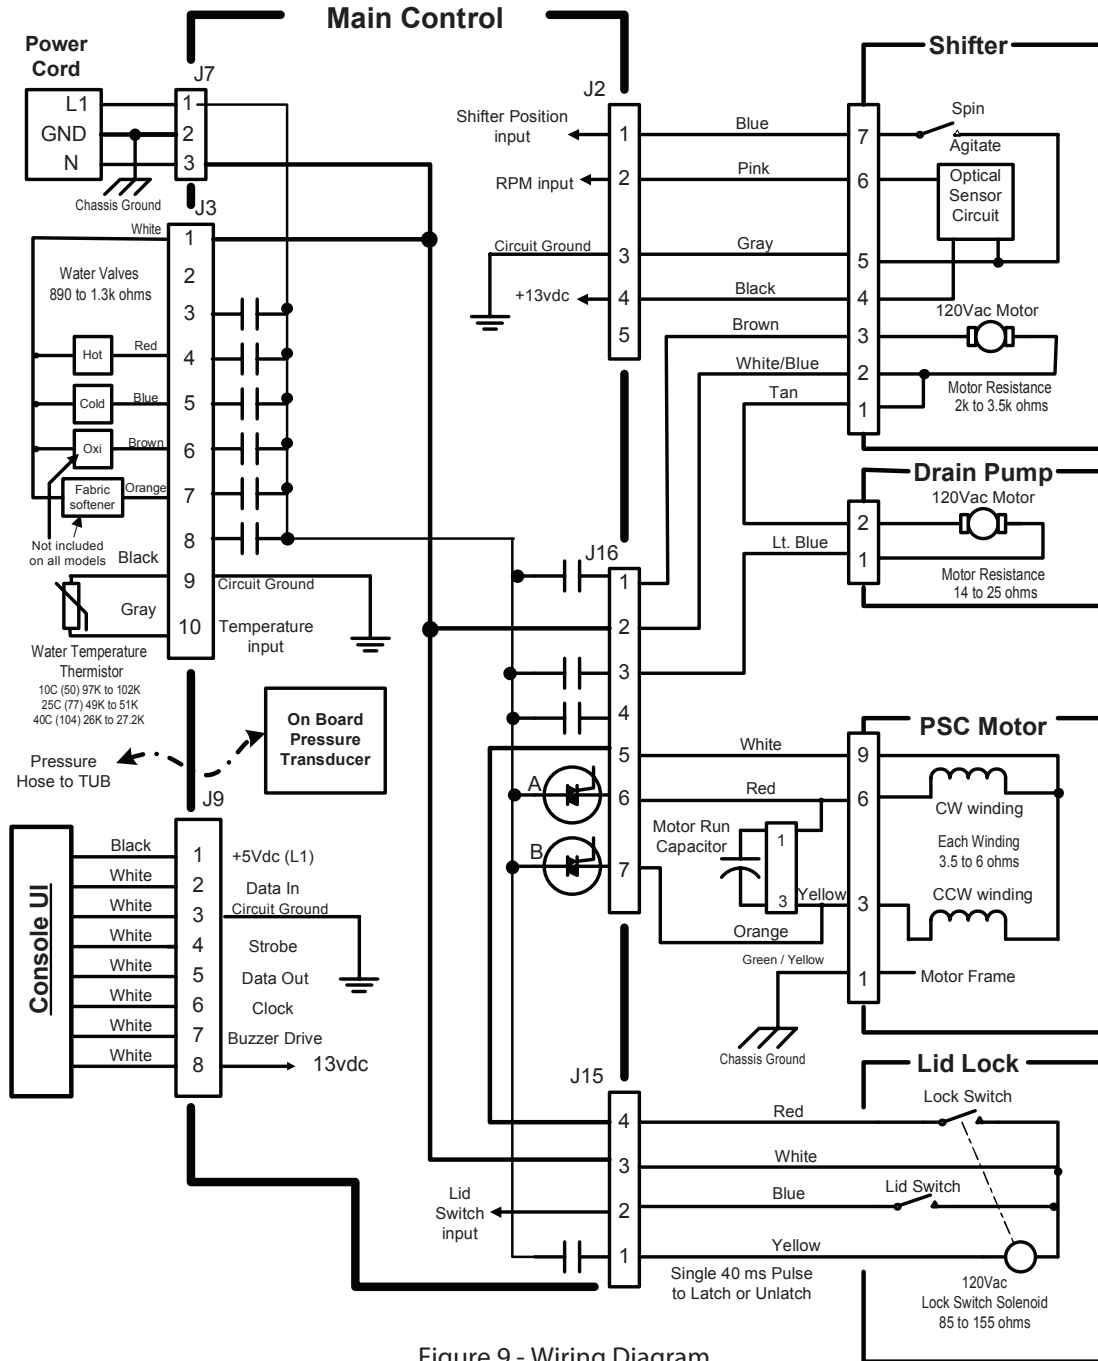 Main Control
Power
Cord
J7
L1
GND
N
1
2
3
Chassis Ground
J3
White
1
2
3
4
5
6
7
8
9
10
Water Valves
890 to 1.3k ohms
Hot
Red
Cold
Blue
Oxi
Brown
Fabric
softener
Orange
Not included
on all models
Black
Circuit Ground
Gray
Temperature
input
Water Temperature
Thermistor
10C (50) 97K to 102K
25C (77) 49K to 51K
40C (104) 26K to 27.2K
Pressure
Hose to TUB
On Board
Pressure
Transducer
J9
Console UI
Black
White
White
White
White
White
White
White
1
2
3
4
5
6
7
8
+5Vdc (L1)
Data In
Circuit Ground
Strobe
Data Out
Clock
Buzzer Drive
13vdc
J2
Shifter Position
input
RPM input
Circuit Ground
+13vdc
1
2
3
4
5
Blue
Pink
Gray
Black
Brown
White/Blue
Tan
Shifter
7
6
5
4
3
2
1
Spin
Agitate
Optical
Sensor
Circuit
120Vac Motor
Motor Resistance
2k to 3.5k ohms
Drain Pump
120Vac Motor
2
1
Lt. Blue
Motor Resistance
14 to 25 ohms
J16
1
2
3
4
5
6
7
A
B
White
Red
Motor Run
Capacitor
1
3
Yellow
Orange
Green / Yellow
Chassis Ground
PSC Motor
9
6
3
1
CW winding
Each Winding
3.5 to 6 ohms
CCW winding
Motor Frame
J15
4
3
2
1
Lid
Switch
input
Red
White
Blue
Yellow
Single 40 ms Pulse
to Latch or Unlatch
Lid Lock
Lock Switch
Lid Switch
120Vac
Lock Switch Solenoid
85 to 155 ohms
Figure 9 - Wiring Diagram